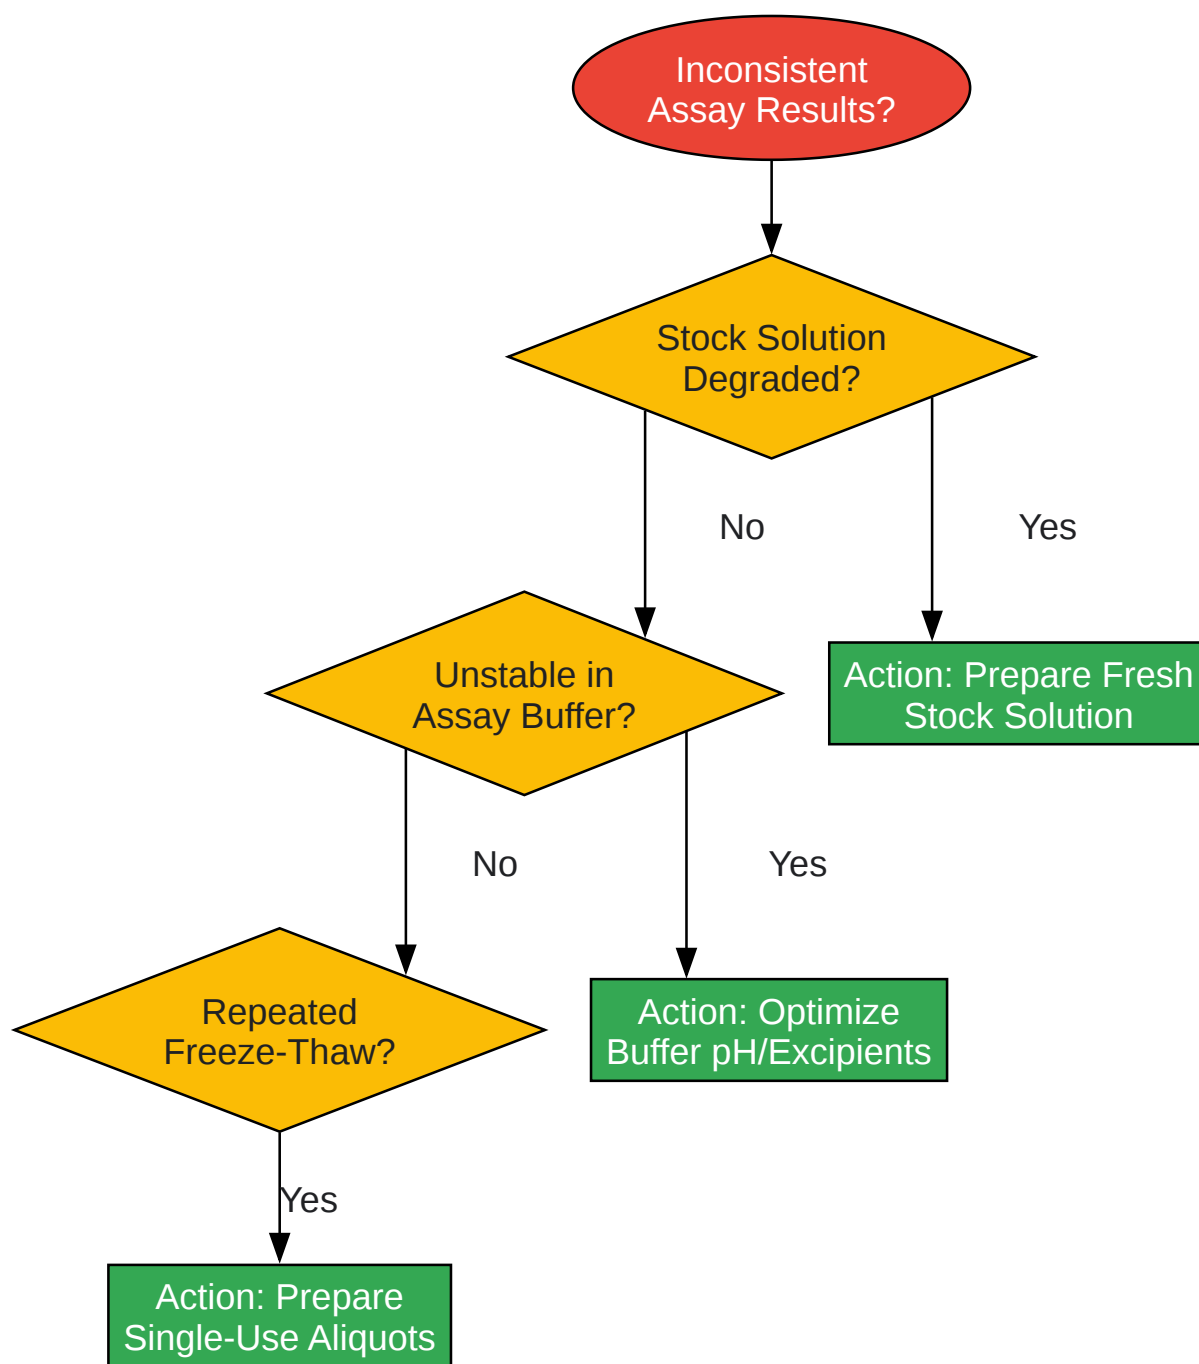 Inconsistent
Assay Results?
Stock Solution
Degraded?
No
Yes
Unstable in
Assay Buffer?
Action: Prepare Fresh
Stock Solution
No
Yes
Repeated
Freeze-Thaw?
Action: Optimize
Buffer pH/Excipients
Yes
Action: Prepare
Single-Use Aliquots